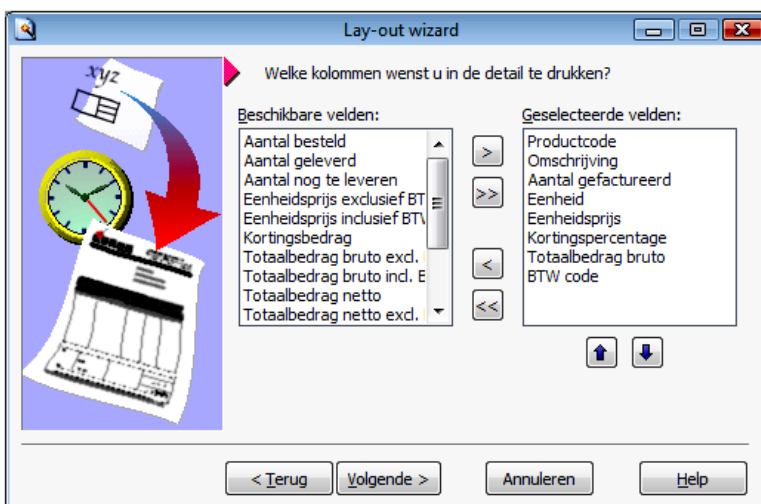 Lay-out wizard
xyz
Welke kolommen wenst u in de detail te drukken?
Beschikbare velden:
Aantal besteld
Aantal geleverd
Aantal nog te leveren
Eenheidsprijs exclusief BT
Eenheidsprijs inclusief BTW
Kortingsbedrag
Totaalbedrag bruto excl.
Totaalbedrag bruto incl. B
Totaalbedrag netto
Totaalbedrag netto excl.
>
>>
<
<<
Geselecteerde velden:
Productcode
Omschrijving
Aantal gefactureerd
Eenheid
Eenheidsprijs
Kortingspercentage
Totaalbedrag bruto
BTW code
< Terug
Volgende >
Annuleren
Help